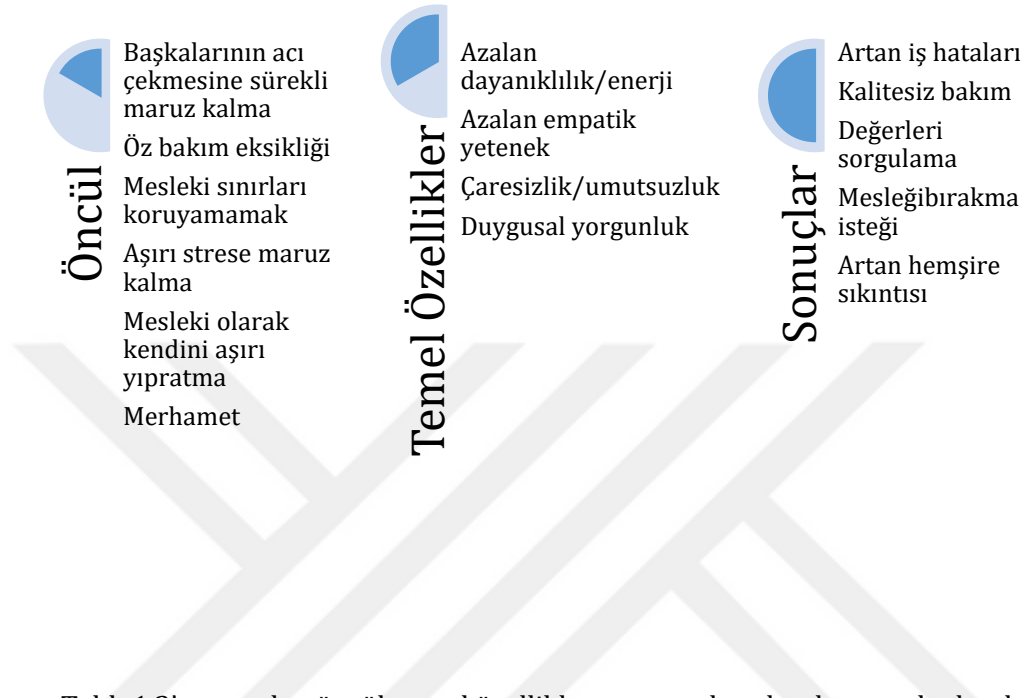 Öncül
Başkalarının acı
çekmesine sürekli
maruz kalma
Öz bakım eksikliği
Mesleki sınırları
koruyamamak
Aşırı strese maruz
kalma
Mesleki olarak
kendini aşırı
yıpratma
Merhamet
Temel Özellikler
Azalan
dayanıklılık/enerji
Azalan empatik
yetenek
Çaresizlik/umutsuzluk
Duygusal yorgunluk
Sonuçlar
Artan iş hataları
Kalitesiz bakım
Değerleri
sorgulama
Mesleğibırakma
isteği
Artan hemşire
sıkıntısı